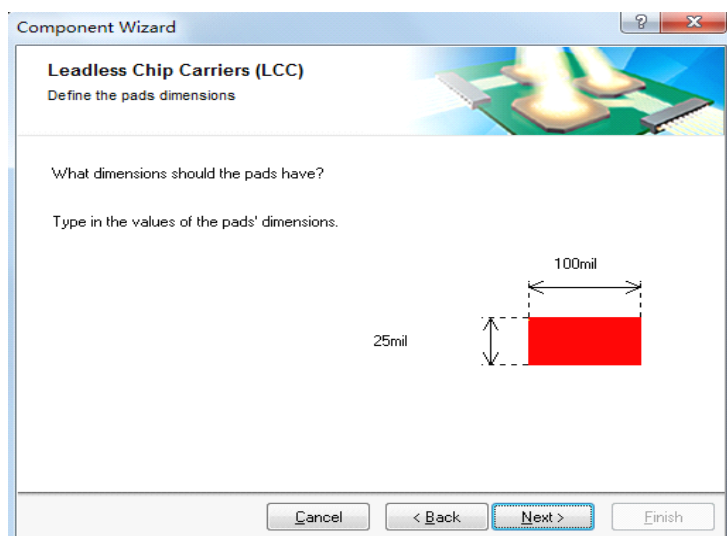 Component Wizard
Leadless Chip Carriers (LCC)
Define the pads dimensions
What dimensions should the pads have?
Type in the values of the pads' dimensions.
100mil
25mil
Cancel
< Back
Next >
Finish